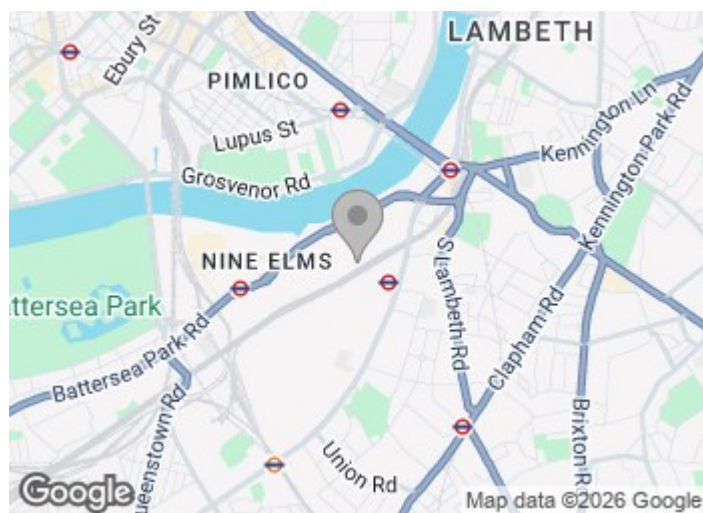 LAMBETH
Ebury St
PIMLICO
Lupus St
Kennington Ln
Kennington Park Rd
Grosvenor Rd
NINE ELMS
S Lambeth Rd
ttersea Park
Clapham Rd
Battersea Park Rd
ueenstown Rd
Brixton R
Union Rd
Google
Map data ©2026 Google